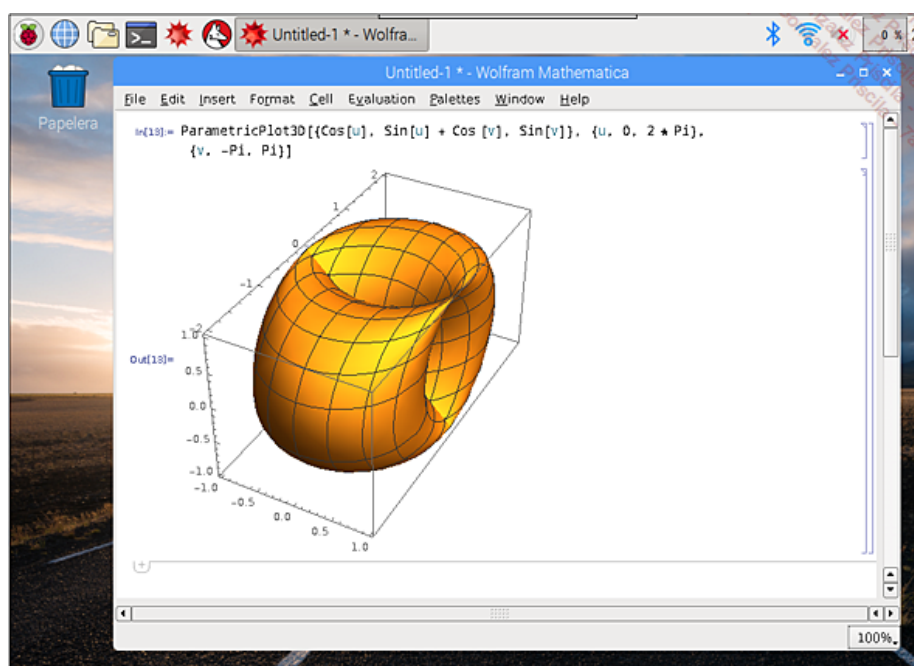 Untitled-1 * - Wolfra...
0 %
Gonzalez Priscila
Papelera
Untitled-1 * - Wolfram Mathematica
File Edit Insert Format Cell Evaluation Palettes Window Help
In[13]:= ParametricPlot3D[{Cos[u], Sin[u] + Cos [v], Sin[v]}, {u, 0, 2 * Pi},
{v, -Pi, Pi}]
2
1
0
-1
-2
1.0
Out[13]=
0.5
0.0
-0.5
-1.0
-1.0
-0.5
0.0
0.5
1.0
100%